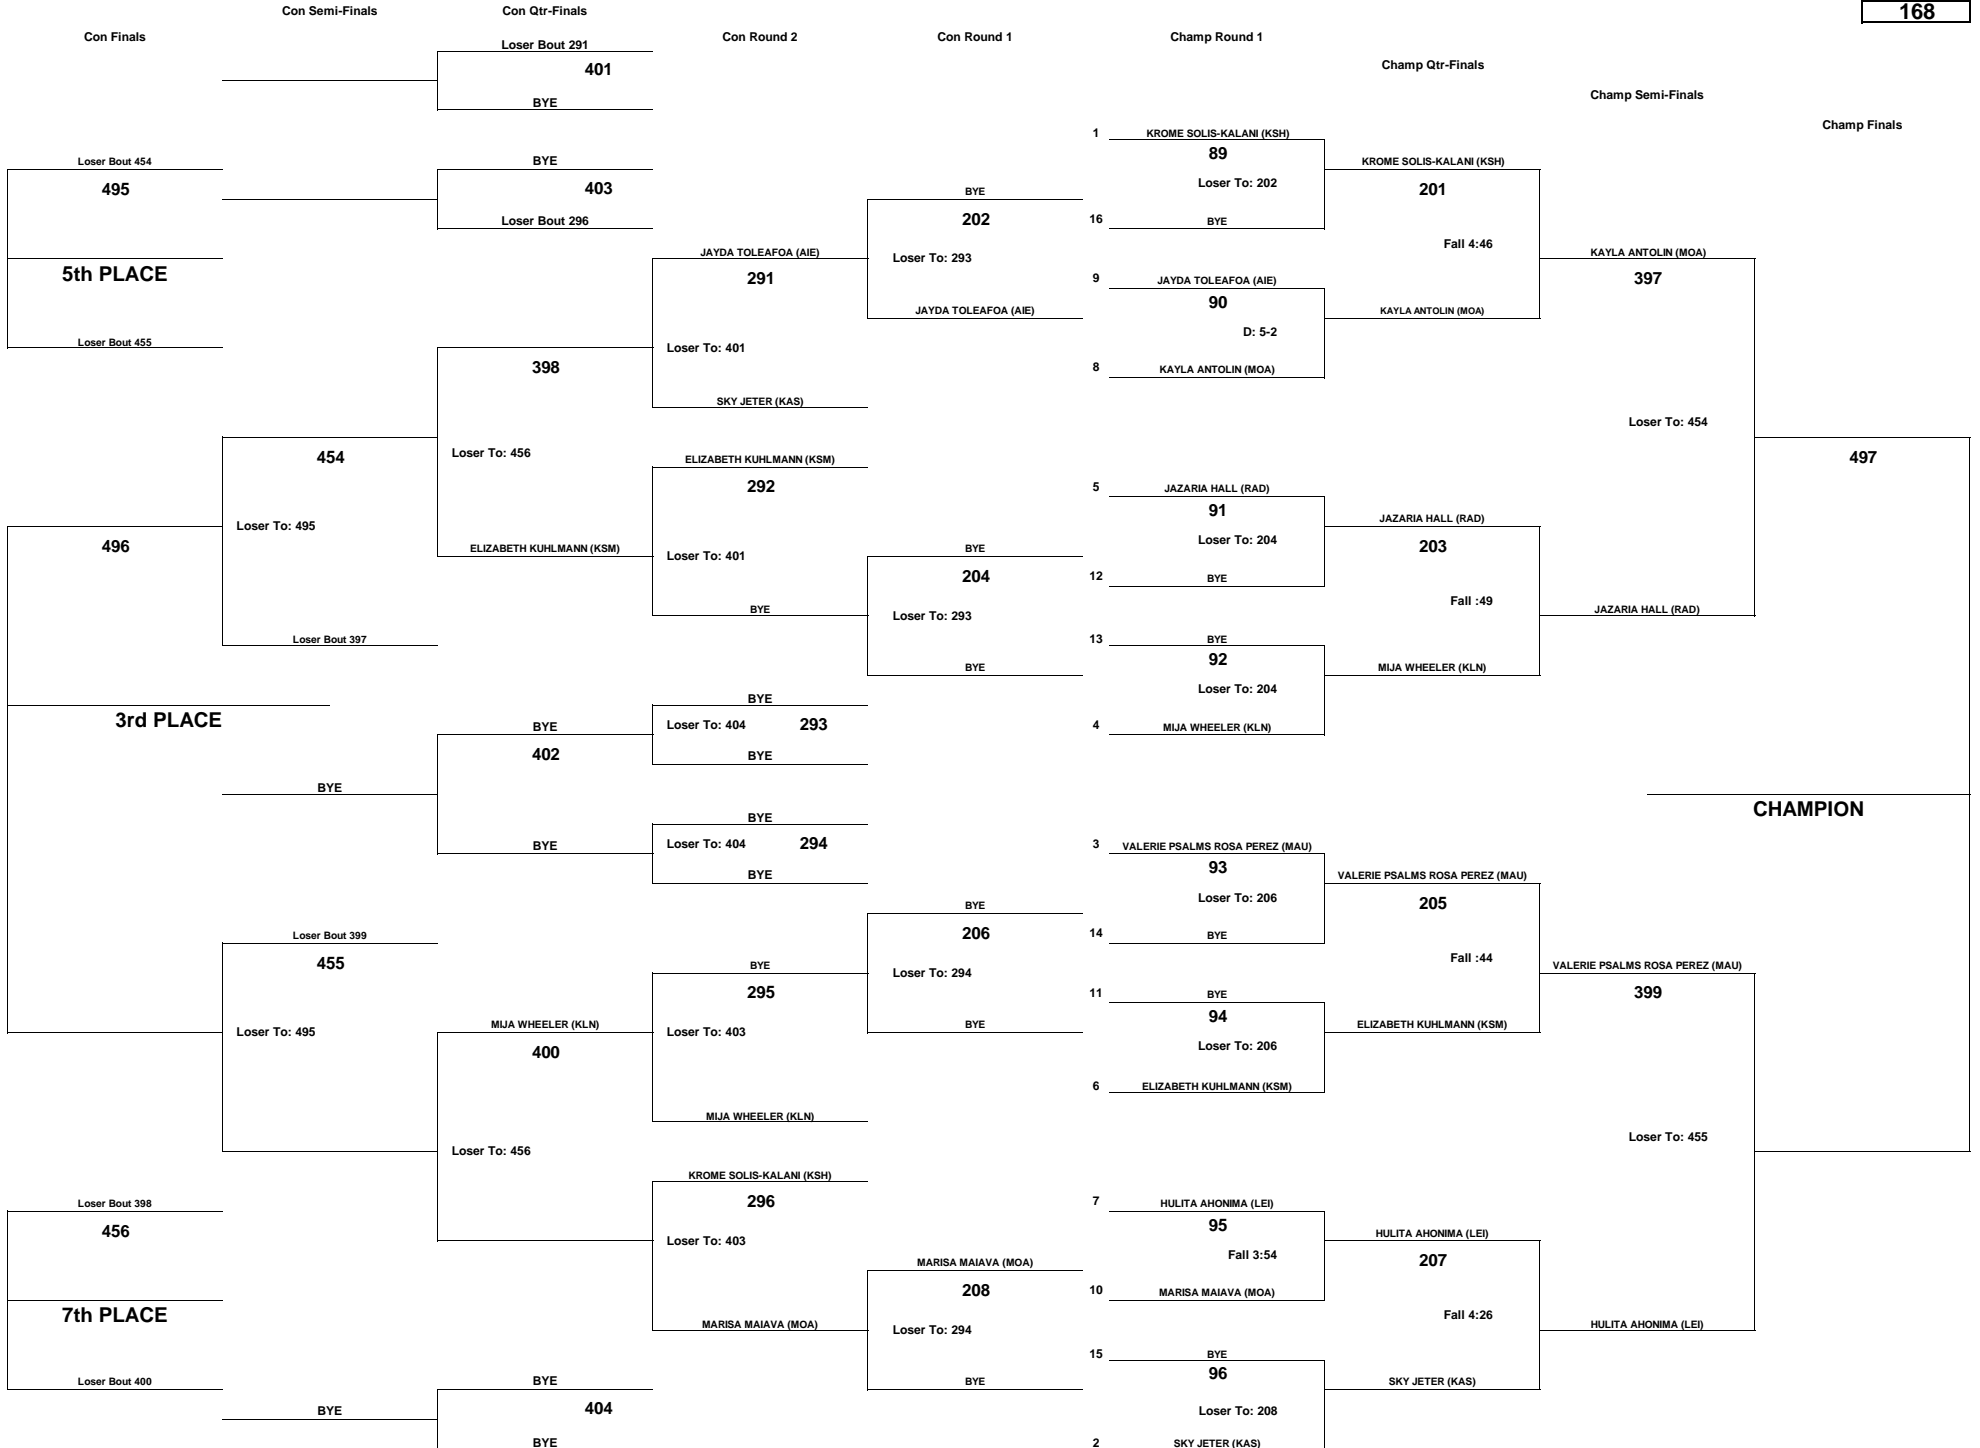 168
Con Semi-Finals
Con Qtr-Finals
Con Finals
Con Round 2
Con Round 1
Champ Round 1
Champ Qtr-Finals
Champ Semi-Finals
Champ Finals
Loser Bout 454
495
5th PLACE
Loser Bout 455
496
3rd PLACE
Loser Bout 398
456
7th PLACE
Loser Bout 400
454
Loser To: 495
Loser Bout 397
BYE
Loser Bout 399
455
Loser To: 495
BYE
Loser Bout 291
401
BYE
BYE
403
Loser Bout 296
398
Loser To: 456
ELIZABETH KUHLMANN (KSM)
BYE
402
BYE
MIJA WHEELER (KLN)
400
Loser To: 456
BYE
404
BYE
JAYDA TOLEAFOA (AIE)
291
Loser To: 401
SKY JETER (KAS)
ELIZABETH KUHLMANN (KSM)
292
Loser To: 401
BYE
BYE
Loser To: 404
293
BYE
BYE
Loser To: 404
294
BYE
BYE
295
Loser To: 403
MIJA WHEELER (KLN)
KROME SOLIS-KALANI (KSH)
296
Loser To: 403
MARISA MAIAVA (MOA)
BYE
202
Loser To: 293
JAYDA TOLEAFOA (AIE)
BYE
204
Loser To: 293
BYE
BYE
206
Loser To: 294
BYE
MARISA MAIAVA (MOA)
208
Loser To: 294
BYE
1
KROME SOLIS-KALANI (KSH)
89
Loser To: 202
16
BYE
9
JAYDA TOLEAFOA (AIE)
90
D: 5-2
8
KAYLA ANTOLIN (MOA)
5
JAZARIA HALL (RAD)
91
Loser To: 204
12
BYE
13
BYE
92
Loser To: 204
4
MIJA WHEELER (KLN)
3
VALERIE PSALMS ROSA PEREZ (MAU)
93
Loser To: 206
14
BYE
11
BYE
94
Loser To: 206
6
ELIZABETH KUHLMANN (KSM)
7
HULITA AHONIMA (LEI)
95
Fall 3:54
10
MARISA MAIAVA (MOA)
15
BYE
96
Loser To: 208
2
SKY JETER (KAS)
KROME SOLIS-KALANI (KSH)
201
Fall 4:46
KAYLA ANTOLIN (MOA)
JAZARIA HALL (RAD)
203
Fall :49
MIJA WHEELER (KLN)
VALERIE PSALMS ROSA PEREZ (MAU)
205
Fall :44
ELIZABETH KUHLMANN (KSM)
HULITA AHONIMA (LEI)
207
Fall 4:26
SKY JETER (KAS)
KAYLA ANTOLIN (MOA)
397
Loser To: 454
JAZARIA HALL (RAD)
VALERIE PSALMS ROSA PEREZ (MAU)
399
Loser To: 455
HULITA AHONIMA (LEI)
497
CHAMPION